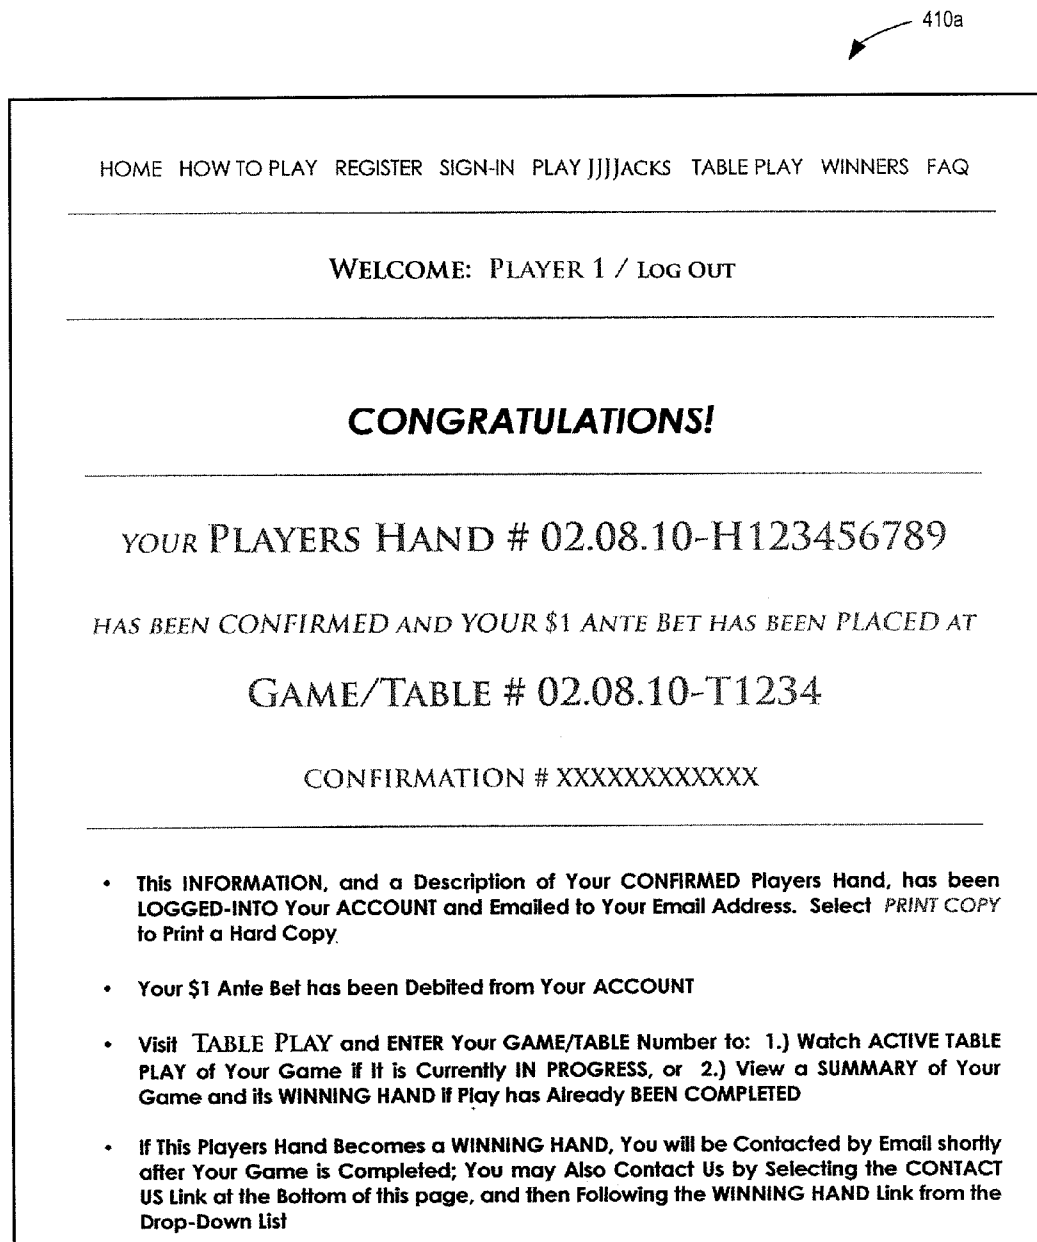 410a
HOME HOW TO PLAY REGISTER SIGN-IN PLAY JJJJACKS TABLE PLAY WINNERS FAQ
WELCOME: PLAYER 1 / LOG OUT
CONGRATULATIONS!
YOUR PLAYERS HAND # 02.08.10-H123456789
HAS BEEN CONFIRMED AND YOUR $1 ANTE BET HAS BEEN PLACED AT
GAME/TABLE # 02.08.10-T1234
CONFIRMATION # XXXXXXXXXXXX
• This INFORMATION, and a Description of Your CONFIRMED Players Hand, has been
LOGGED-INTO Your ACCOUNT and Emailed to Your Email Address. Select PRINT COPY
to Print a Hard Copy
• Your $1 Ante Bet has been Debited from Your ACCOUNT
• Visit TABLE PLAY and ENTER Your GAME/TABLE Number to: 1.) Watch ACTIVE TABLE
PLAY of Your Game if It is Currently IN PROGRESS, or 2.) View a SUMMARY of Your
Game and its WINNING HAND if Play has Already BEEN COMPLETED
• If This Players Hand Becomes a WINNING HAND, You will be Contacted by Email shortly
after Your Game is Completed; You may Also Contact Us by Selecting the CONTACT
US Link at the Bottom of this page, and then Following the WINNING HAND Link from the
Drop-Down List